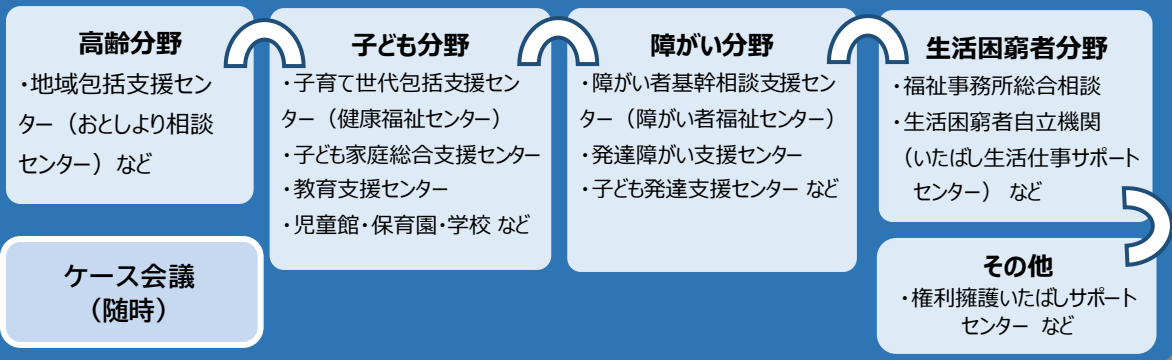 高齢分野
・地域包括支援セン
ター（おとしより相談
センター）など
子ども分野
・子育て世代包括支援セン
ター（健康福祉センター）
・子ども家庭総合支援センター
・教育支援センター
・児童館・保育園・学校 など
障がい分野
・障がい者基幹相談支援セン
ター（障がい者福祉センター）
・発達障がい支援センター
・子ども発達支援センター など
生活困窮者分野
・福祉事務所総合相談
・生活困窮者自立機関
（いたばし生活仕事サポート
センター） など
ケース会議
（随時）
その他
・権利擁護いたばしサポート
センター など